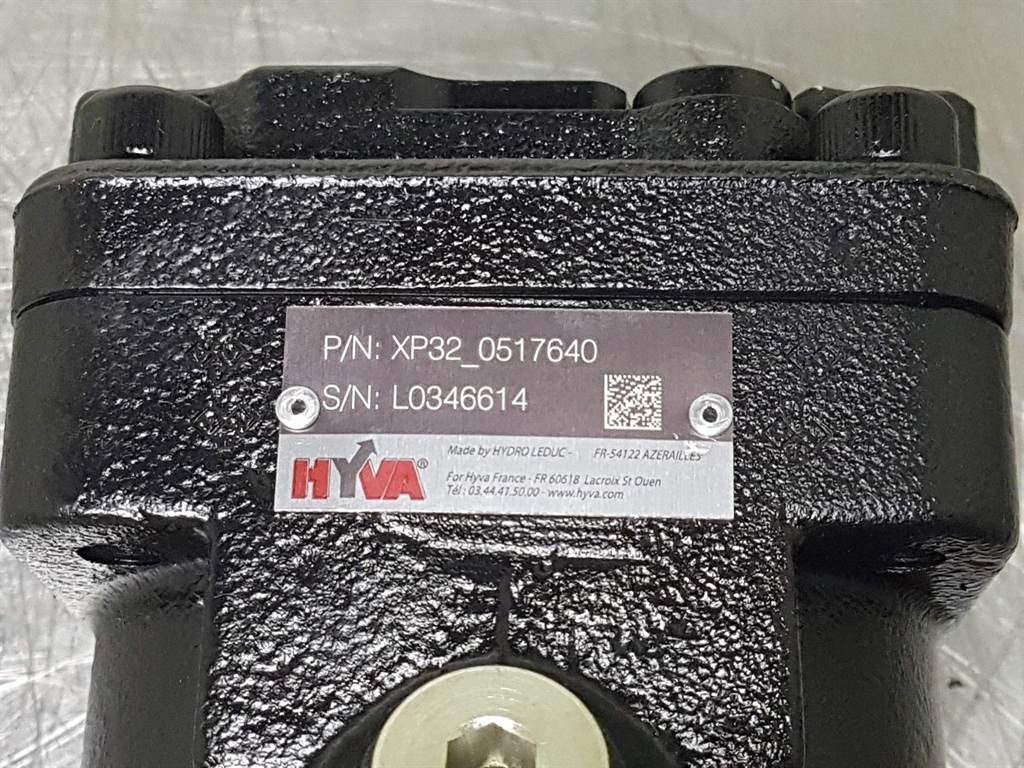 P/N: XP32_0517640
S/N: L0346614
HYVA®
Made by HYDRO LEDUC - FR-54122 AZERAILLES
For Hyva France - FR 60618 Lacroix St Ouen
Tél : 03.44.41.50.00 - www.hyva.com